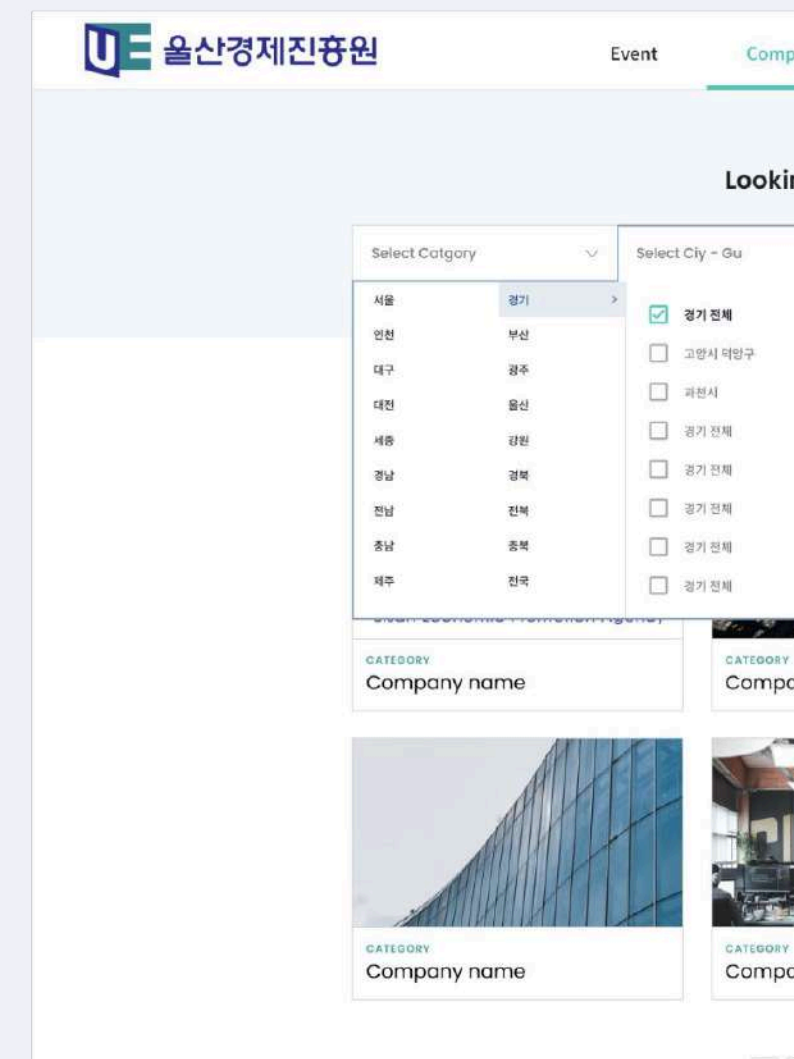 UE 울산경제진흥원
Event
Comp
Lookin
Select Catgory
Select Ciy - Gu
서울
경기
인천
부산
대구
광주
대전
울산
세종
강원
경남
경북
전남
전북
충남
충북
제주
전국
경기 전체
고양시 덕양구
과천시
경기 전체
경기 전체
경기 전체
경기 전체
경기 전체
CATEGORY
Company name
CATEGORY
Compa
CATEGORY
Company name
CATEGORY
Compa